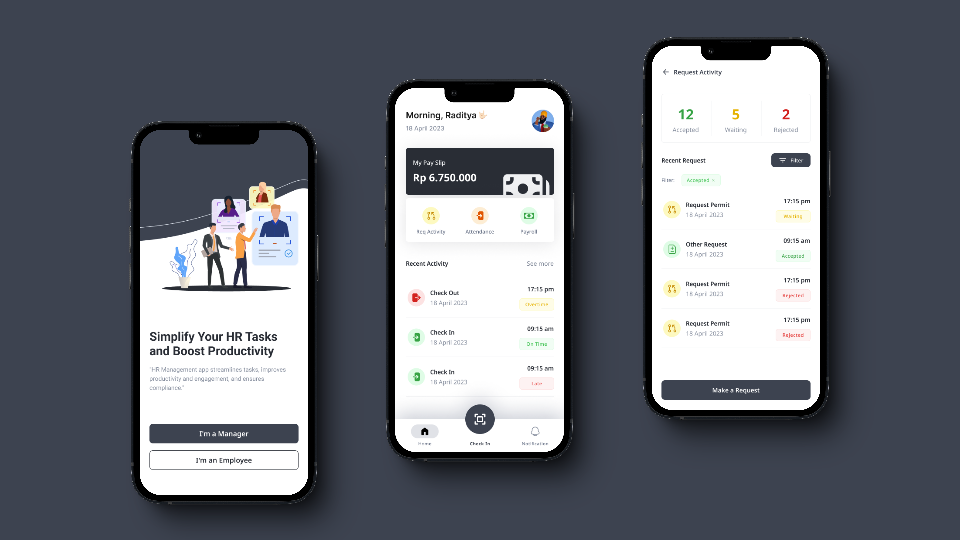 Simplify Your HR Tasks
and Boost Productivity
"HR Management app streamlines tasks, improves
productivity and engagement, and ensures
compliance."
I'm a Manager
I'm an Employee
Morning, Raditya
18 April 2023
My Pay Slip
Rp 6.750.000
Req Activity
Attendance
Payroll
Recent Activity
See more
Check Out
17:15 pm
18 April 2023
Overtime
Check In
09:15 am
18 April 2023
On Time
Check In
09:15 am
18 April 2023
Late
Home
Check In
Notification
Request Activity
12
5
2
Accepted
Waiting
Rejected
Recent Request
Filter
Filter:
Accepted ×
Request Permit
17:15 pm
18 April 2023
Waiting
Other Request
09:15 am
18 April 2023
Accepted
Request Permit
17:15 pm
18 April 2023
Rejected
Request Permit
17:15 pm
18 April 2023
Rejected
Make a Request